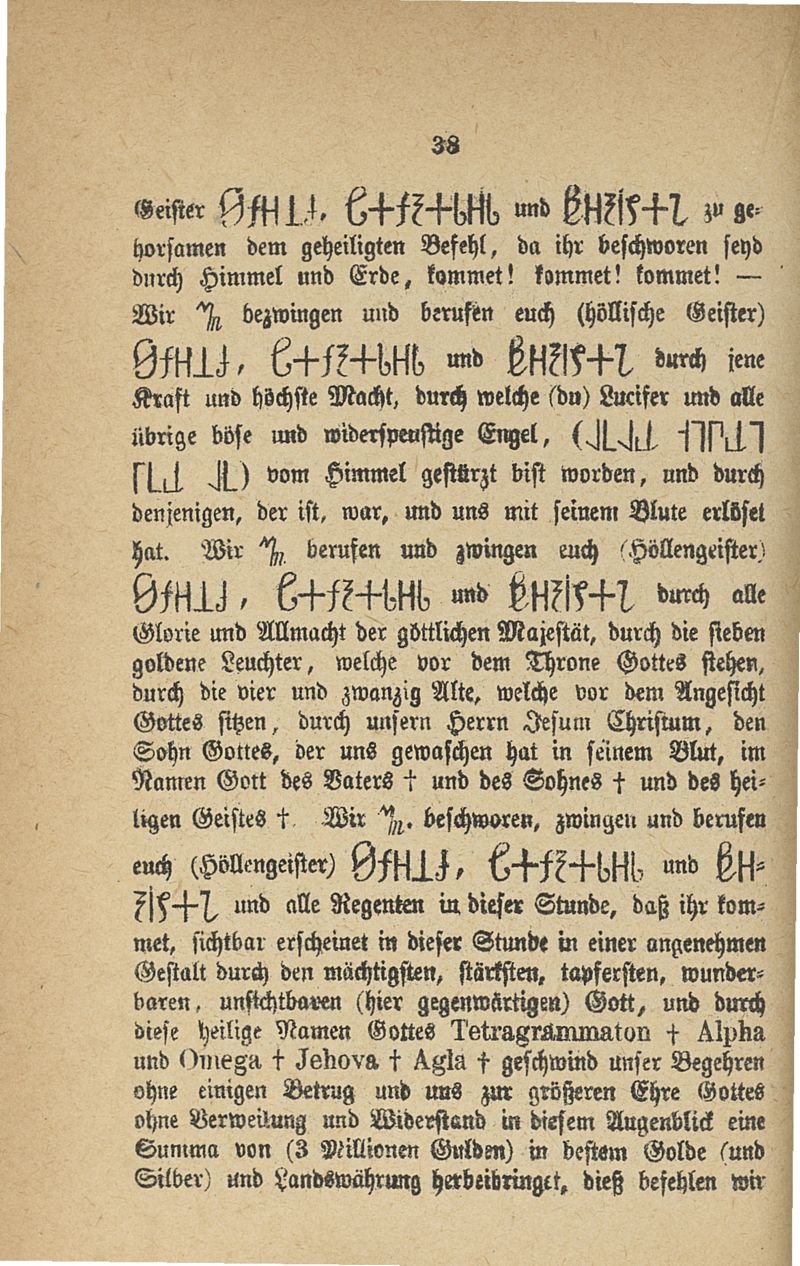 38
Geister , und zu ge-
horsamen dem geheiligten Befehl, da ihr beschworen seyd
durch Himmel und Erde, kommet! kommet! kommet! —
Wir N/N bezwingen und berufen euch (höllische Geister)
, und durch jene
Kraft und höchste Macht, durch welche (du) Lucifer und alle
übrige böse und widerspenstige Engel, (
) vom Himmel gestürzt bist worden, und durch
denjenigen, der ist, war, und uns mit seinem Blute erlöset
hat. Wir N/N. berufen und zwingen euch (Höllengeister)
, und durch alle
Glorie und Allmacht der göttlichen Majestät, durch die sieben
goldene Leuchter, welche vor dem Throne Gottes stehen,
durch die vier und zwanzig Alte, welche vor dem Angesicht
Gottes sitzen, durch unsern Herrn Jesum Christum, den
Sohn Gottes, der uns gewaschen hat in seinem Blut, im
Namen Gott des Vaters † und des Sohnes † und des hei-
ligen Geistes †. Wir N/N. beschworen, zwingen und berufen
euch (Höllengeister) , und
und alle Regenten in dieser Stunde, daß ihr kom-
met, sichtbar erscheinet in dieser Stunde in einer angenehmen
Gestalt durch den mächtigsten, stärksten, tapfersten, wunder-
baren, unsichtbaren (hier gegenwärtigen) Gott, und durch
diese heilige Namen Gottes Tetragrammaton † Alpha
und Omega † Jehova † Agla † geschwind unser Begehren
ohne einigen Betrug und uns zur größeren Ehre Gottes
ohne Verweilung und Widerstand in diesem Augenblick eine
Summa von (3 Millionen Gulden) in bestem Golde (und
Silber) und Landswährung herbeibringet, dieß befehlen wir